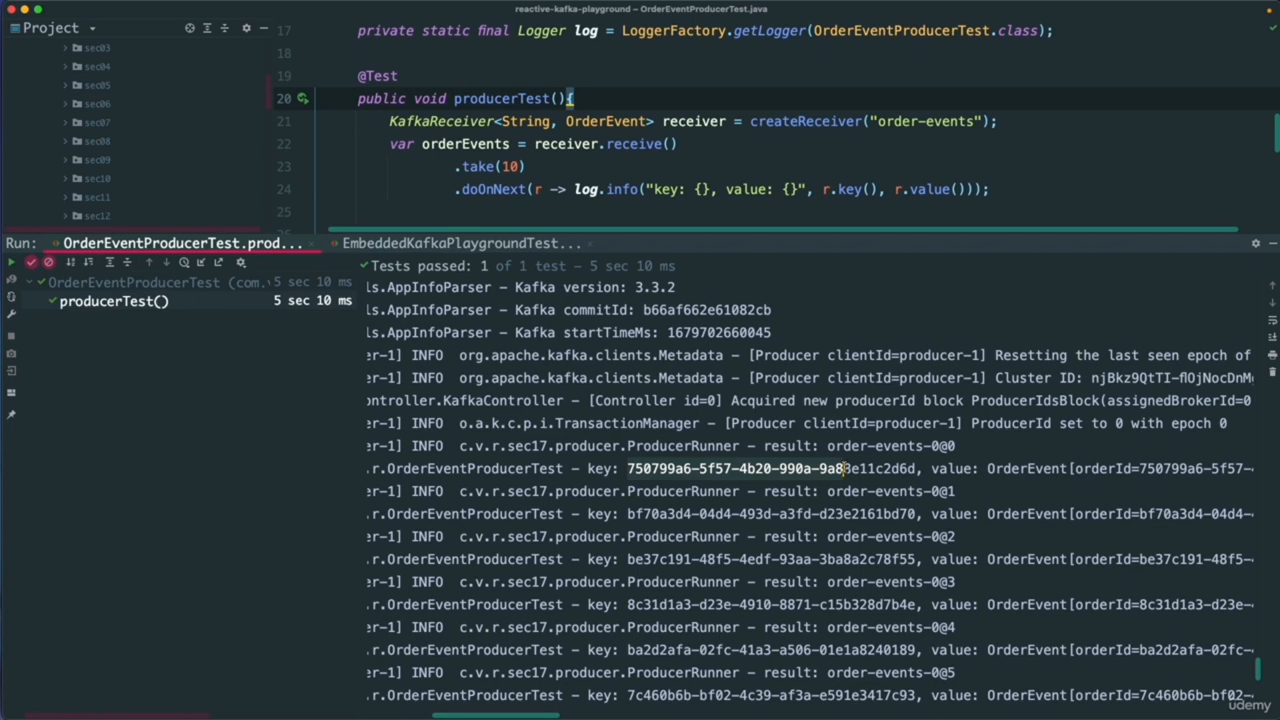 reactive-kafka-playground – OrderEventProducerTest.java
Project
sec03
sec04
sec05
sec06
sec07
sec08
sec09
sec10
sec11
sec12
17 private static final Logger log = LoggerFactory.getLogger(OrderEventProducerTest.class);
18
19 @Test
20 public void producerTest(){
21 KafkaReceiver<String, OrderEvent> receiver = createReceiver("order-events");
22 var orderEvents = receiver.receive()
23 .take(10)
24 .doOnNext(r -> log.info("key: {}, value: {}", r.key(), r.value()));
25
Run: OrderEventProducerTest.prod... EmbeddedKafkaPlaygroundTest...
Tests passed: 1 of 1 test – 5 sec 10 ms
OrderEventProducerTest (com. 5 sec 10 ms
producerTest() 5 sec 10 ms
ls.AppInfoParser – Kafka version: 3.3.2
ls.AppInfoParser – Kafka commitId: b66af662e61082cb
ls.AppInfoParser – Kafka startTimeMs: 1679702660045
er-1] INFO org.apache.kafka.clients.Metadata – [Producer clientId=producer-1] Resetting the last seen epoch of
er-1] INFO org.apache.kafka.clients.Metadata – [Producer clientId=producer-1] Cluster ID: njBkz9QtTI-flOjNocDnM
ontroller.KafkaController – [Controller id=0] Acquired new producerId block ProducerIdsBlock(assignedBrokerId=0
er-1] INFO o.a.k.c.p.i.TransactionManager – [Producer clientId=producer-1] ProducerId set to 0 with epoch 0
er-1] INFO c.v.r.sec17.producer.ProducerRunner – result: order-events-0@0
.r.OrderEventProducerTest – key: 750799a6-5f57-4b20-990a-9a83e11c2d6d, value: OrderEvent[orderId=750799a6-5f57-
er-1] INFO c.v.r.sec17.producer.ProducerRunner – result: order-events-0@1
.r.OrderEventProducerTest – key: bf70a3d4-04d4-493d-a3fd-d23e2161bd70, value: OrderEvent[orderId=bf70a3d4-04d4-
er-1] INFO c.v.r.sec17.producer.ProducerRunner – result: order-events-0@2
.r.OrderEventProducerTest – key: be37c191-48f5-4edf-93aa-3ba8a2c78f55, value: OrderEvent[orderId=be37c191-48f5-
er-1] INFO c.v.r.sec17.producer.ProducerRunner – result: order-events-0@3
.r.OrderEventProducerTest – key: 8c31d1a3-d23e-4910-8871-c15b328d7b4e, value: OrderEvent[orderId=8c31d1a3-d23e-
er-1] INFO c.v.r.sec17.producer.ProducerRunner – result: order-events-0@4
.r.OrderEventProducerTest – key: ba2d2afa-02fc-41a3-a506-01e1a8240189, value: OrderEvent[orderId=ba2d2afa-02fc-
er-1] INFO c.v.r.sec17.producer.ProducerRunner – result: order-events-0@5
.r.OrderEventProducerTest – key: 7c460b6b-bf02-4c39-af3a-e591e3417c93, value: OrderEvent[orderId=7c460b6b-bf02-
udemy